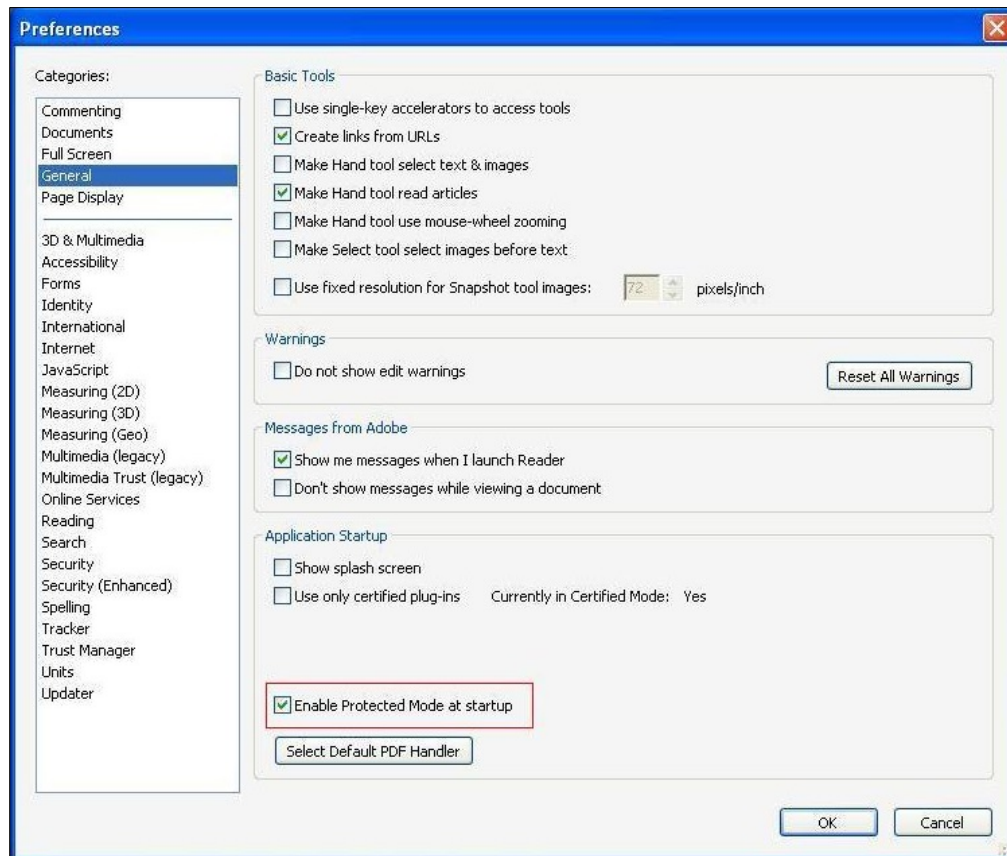 Preferences
Categories:
Commenting
Documents
Full Screen
General
Page Display
3D & Multimedia
Accessibility
Forms
Identity
International
Internet
JavaScript
Measuring (2D)
Measuring (3D)
Measuring (Geo)
Multimedia (legacy)
Multimedia Trust (legacy)
Online Services
Reading
Search
Security
Security (Enhanced)
Spelling
Tracker
Trust Manager
Units
Updater
Basic Tools
Use single-key accelerators to access tools
Create links from URLs
Make Hand tool select text & images
Make Hand tool read articles
Make Hand tool use mouse-wheel zooming
Make Select tool select images before text
Use fixed resolution for Snapshot tool images: 72 pixels/inch
Warnings
Do not show edit warnings Reset All Warnings
Messages from Adobe
Show me messages when I launch Reader
Don't show messages while viewing a document
Application Startup
Show splash screen
Use only certified plug-ins Currently in Certified Mode: Yes
Enable Protected Mode at startup
Select Default PDF Handler
OK Cancel